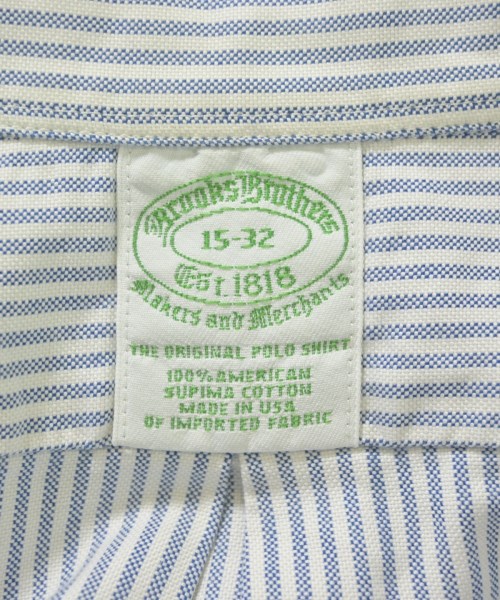 Brooks Brothers
15-32
Est. 1818
Makers and Merchants
THE ORIGINAL POLO SHIRT
100% AMERICAN
SUPIMA COTTON
MADE IN USA
OF IMPORTED FABRIC